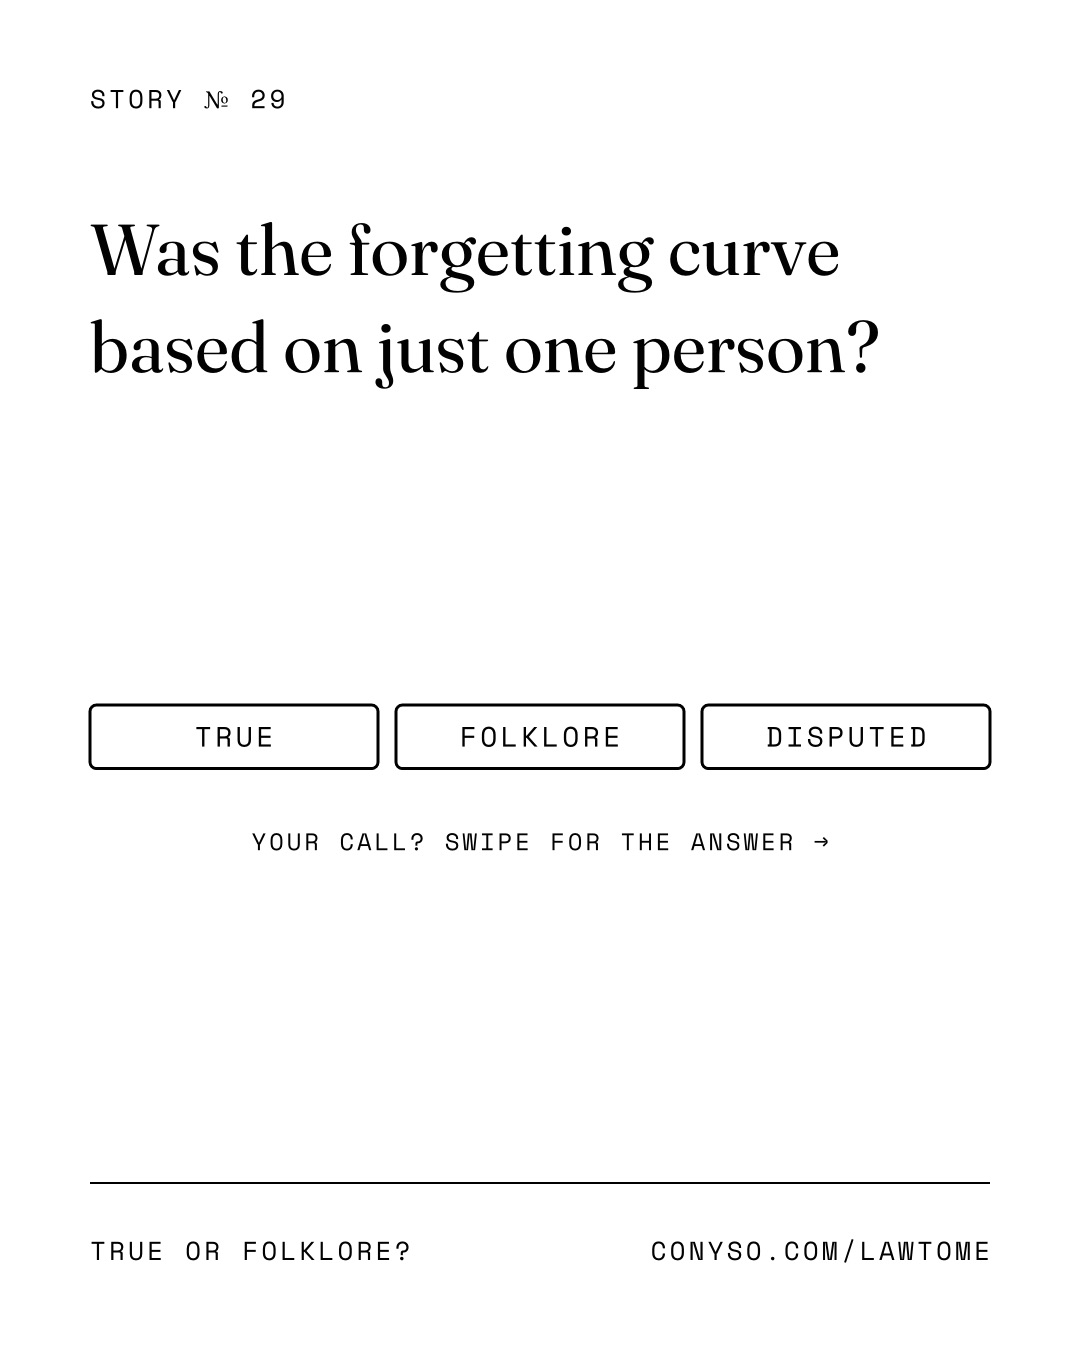 STORY № 29
Was the forgetting curve
based on just one person?
TRUE
FOLKLORE
DISPUTED
YOUR CALL? SWIPE FOR THE ANSWER →
TRUE OR FOLKLORE?
CONYSO.COM/LAWTOME